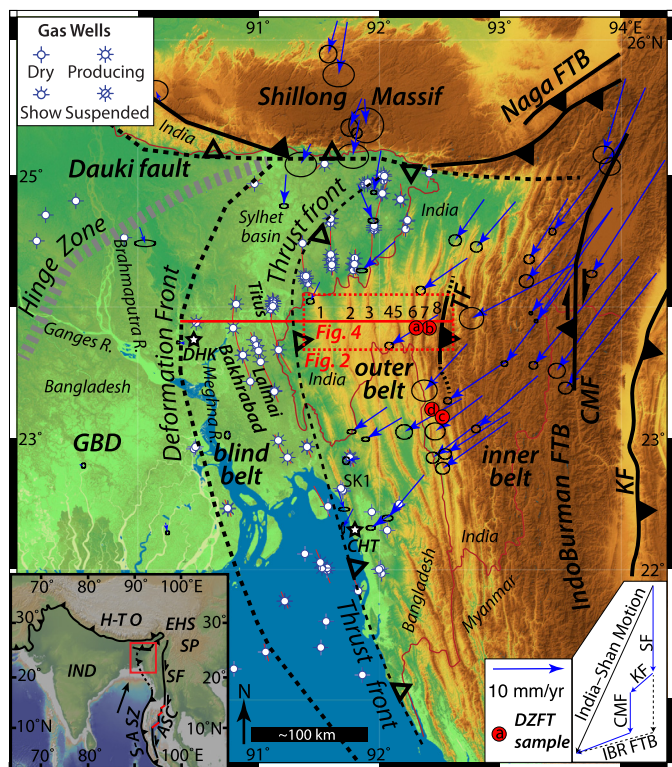 91 92 93 94 E
26 N
Gas Wells
Dry Producing
Show Suspended
Shillong Massif
Naga FTB
India
Dauki fault
25
Hinge Zone
Brahmaputra R.
Sylhet
basin
Thrust front
India
Titus
TF
1 2 3 4 5 6 7 8
Fig. 4
a b
DHK
Ganges R.
Deformation Front
Bakhrabad
Lalmai
Fig. 2
India
outer
belt
CMF
Bangladesh
Meghna R.
d c
23
GBD
blind
belt
SK1
inner
belt
IndoBurman FTB
KF
CHT
India
Bangladesh
Myanmar
22
Thrust front
70 80 90 100 E
30
H-T O
EHS
SP
30
IND
SF
20
20
S-A SZ
ASC
10 N
10 N
70 80 90 100 E
N
~100 km
91 92
10 mm/yr
a DZFT
sample
India–Shan Motion
SF
KF
CMF
IBR FTB